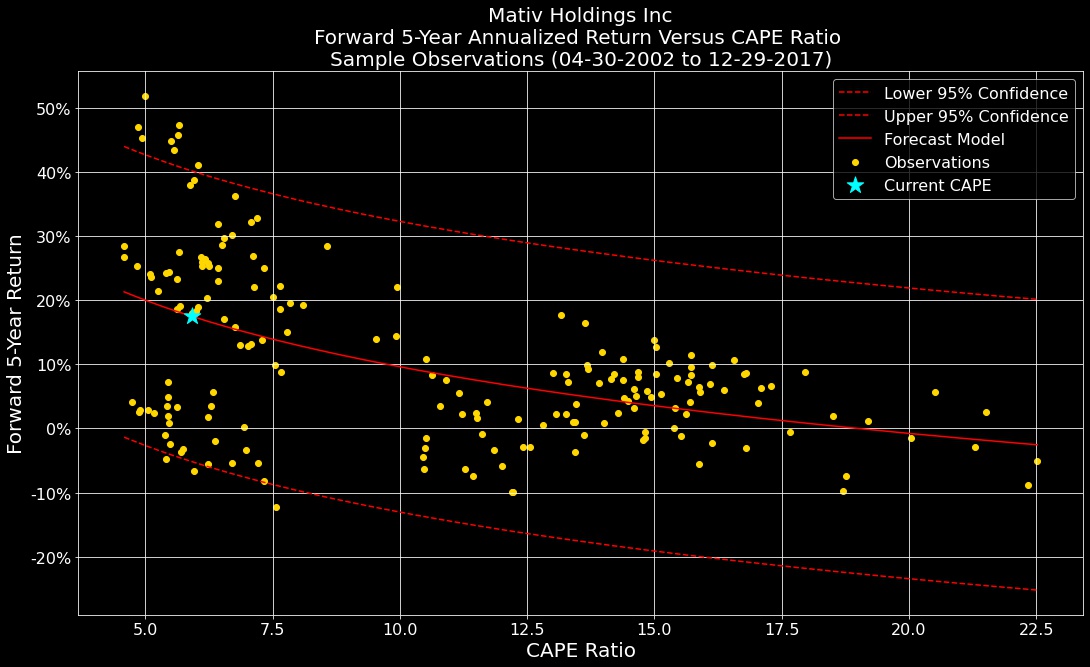 Mativ Holdings Inc
Forward 5-Year Annualized Return Versus CAPE Ratio
Sample Observations (04-30-2002 to 12-29-2017)
Lower 95% Confidence
Upper 95% Confidence
Forecast Model
Observations
Current CAPE
Forward 5-Year Return
50%
40%
30%
20%
10%
0%
-10%
-20%
5.0 7.5 10.0 12.5 15.0 17.5 20.0 22.5
CAPE Ratio